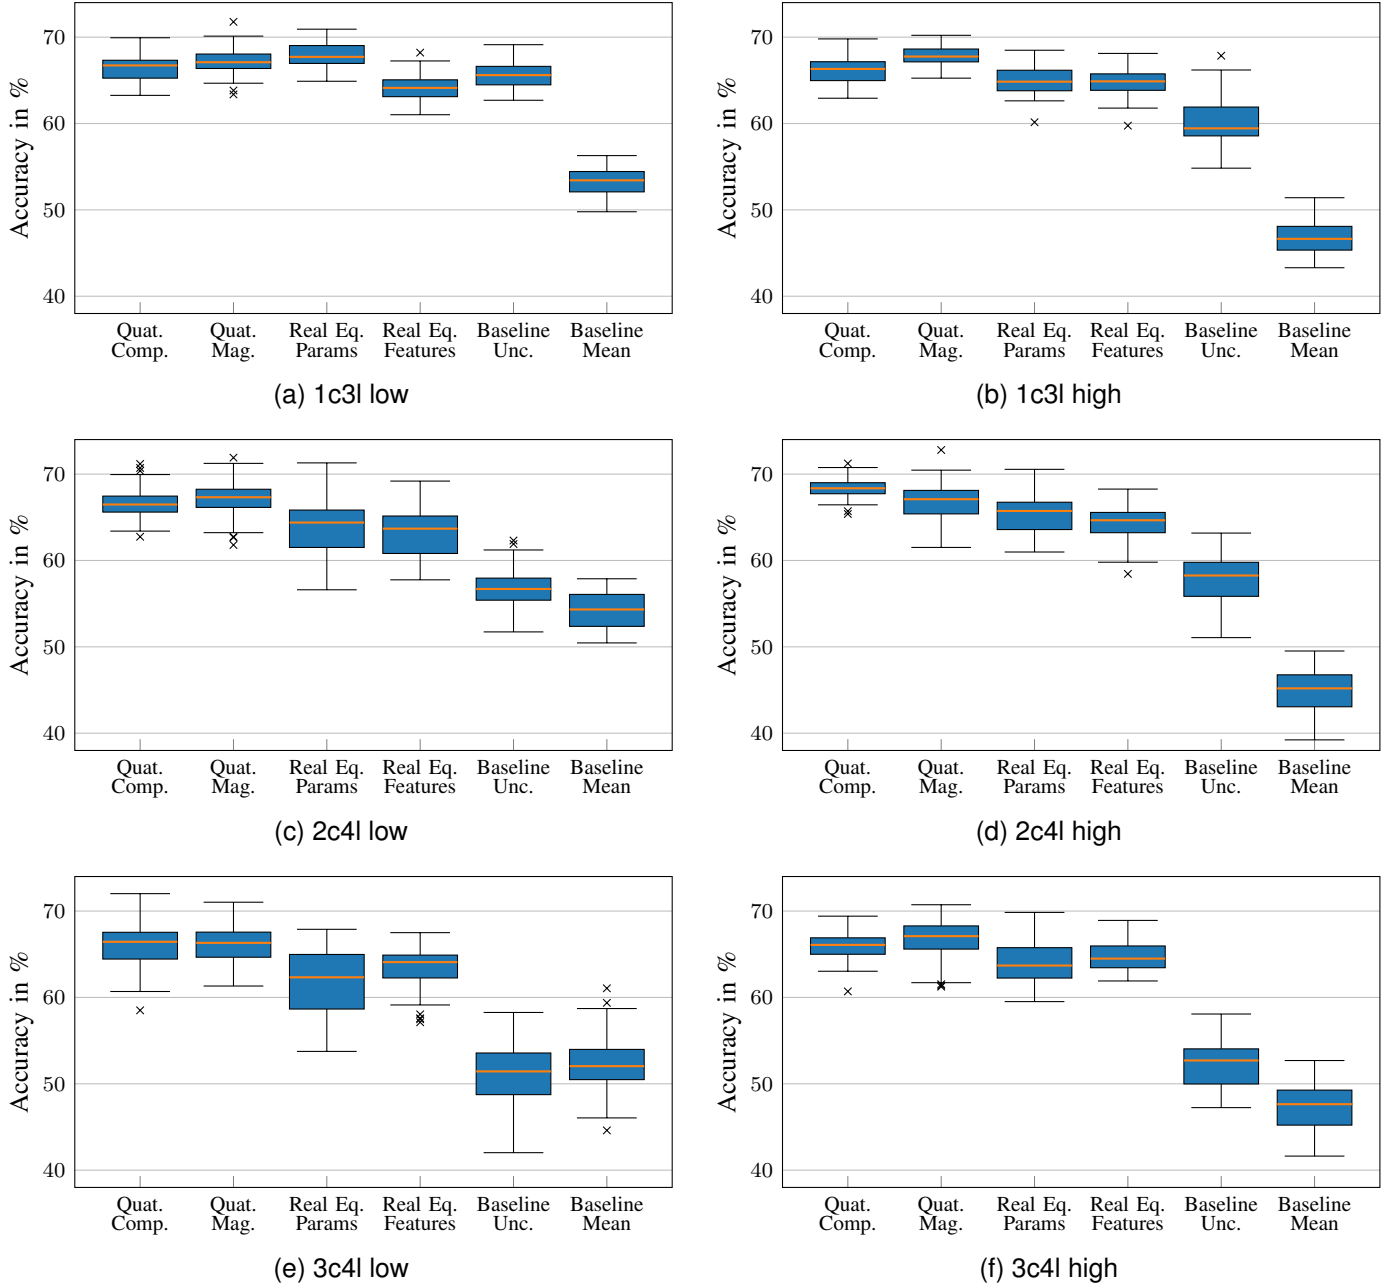 Accuracy in %
70
60
50
40
Quat. Comp.
Quat. Mag.
Real Eq. Params
Real Eq. Features
Baseline Unc.
Baseline Mean
(a) 1c3l low
Accuracy in %
70
60
50
40
Quat. Comp.
Quat. Mag.
Real Eq. Params
Real Eq. Features
Baseline Unc.
Baseline Mean
(b) 1c3l high
Accuracy in %
70
60
50
40
Quat. Comp.
Quat. Mag.
Real Eq. Params
Real Eq. Features
Baseline Unc.
Baseline Mean
(c) 2c4l low
Accuracy in %
70
60
50
40
Quat. Comp.
Quat. Mag.
Real Eq. Params
Real Eq. Features
Baseline Unc.
Baseline Mean
(d) 2c4l high
Accuracy in %
70
60
50
40
Quat. Comp.
Quat. Mag.
Real Eq. Params
Real Eq. Features
Baseline Unc.
Baseline Mean
(e) 3c4l low
Accuracy in %
70
60
50
40
Quat. Comp.
Quat. Mag.
Real Eq. Params
Real Eq. Features
Baseline Unc.
Baseline Mean
(f) 3c4l high